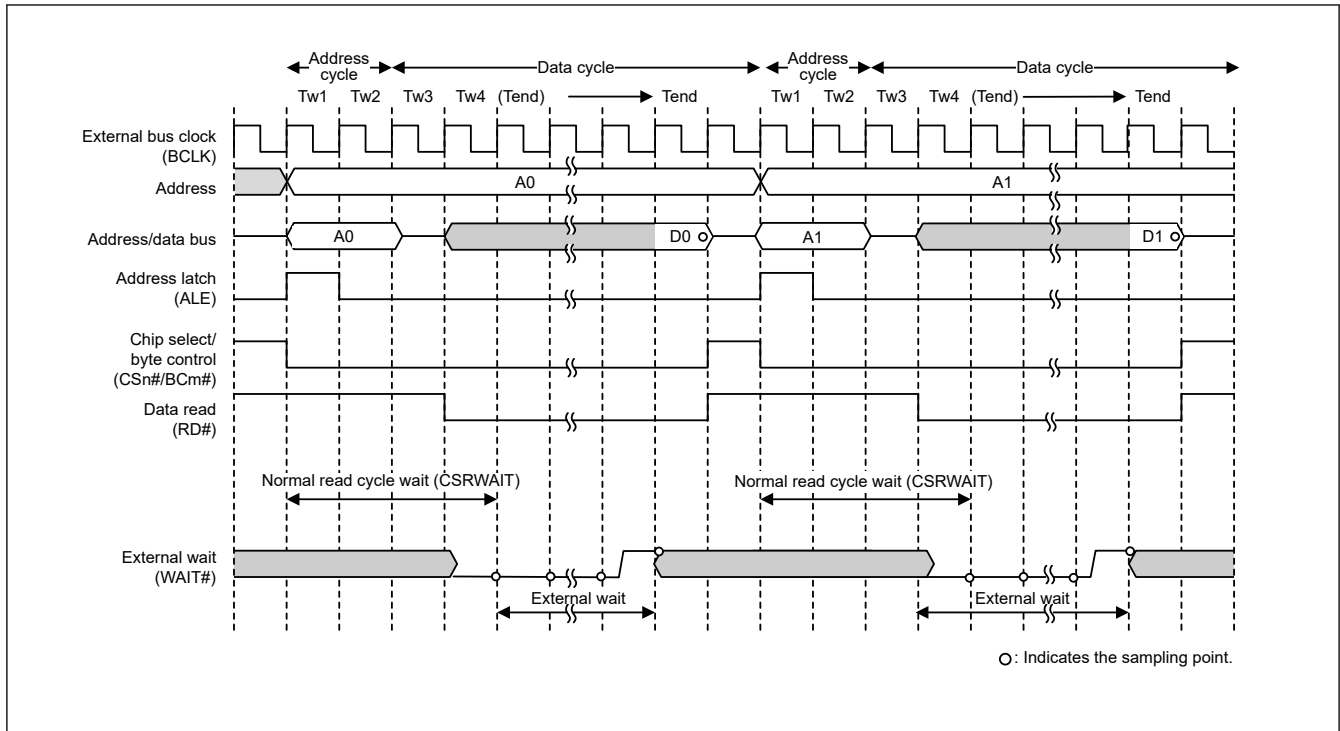 Address cycle
Data cycle
Address cycle
Data cycle
Tw1 Tw2 Tw3 Tw4 (Tend) Tend Tw1 Tw2 Tw3 Tw4 (Tend) Tend
External bus clock
(BCLK)
Address
A0
A1
Address/data bus
A0
D0
A1
D1
Address latch
(ALE)
Chip select/
byte control
(CSn#/BCm#)
Data read
(RD#)
Normal read cycle wait (CSRWAIT)
Normal read cycle wait (CSRWAIT)
External wait
(WAIT#)
External wait
External wait
: Indicates the sampling point.